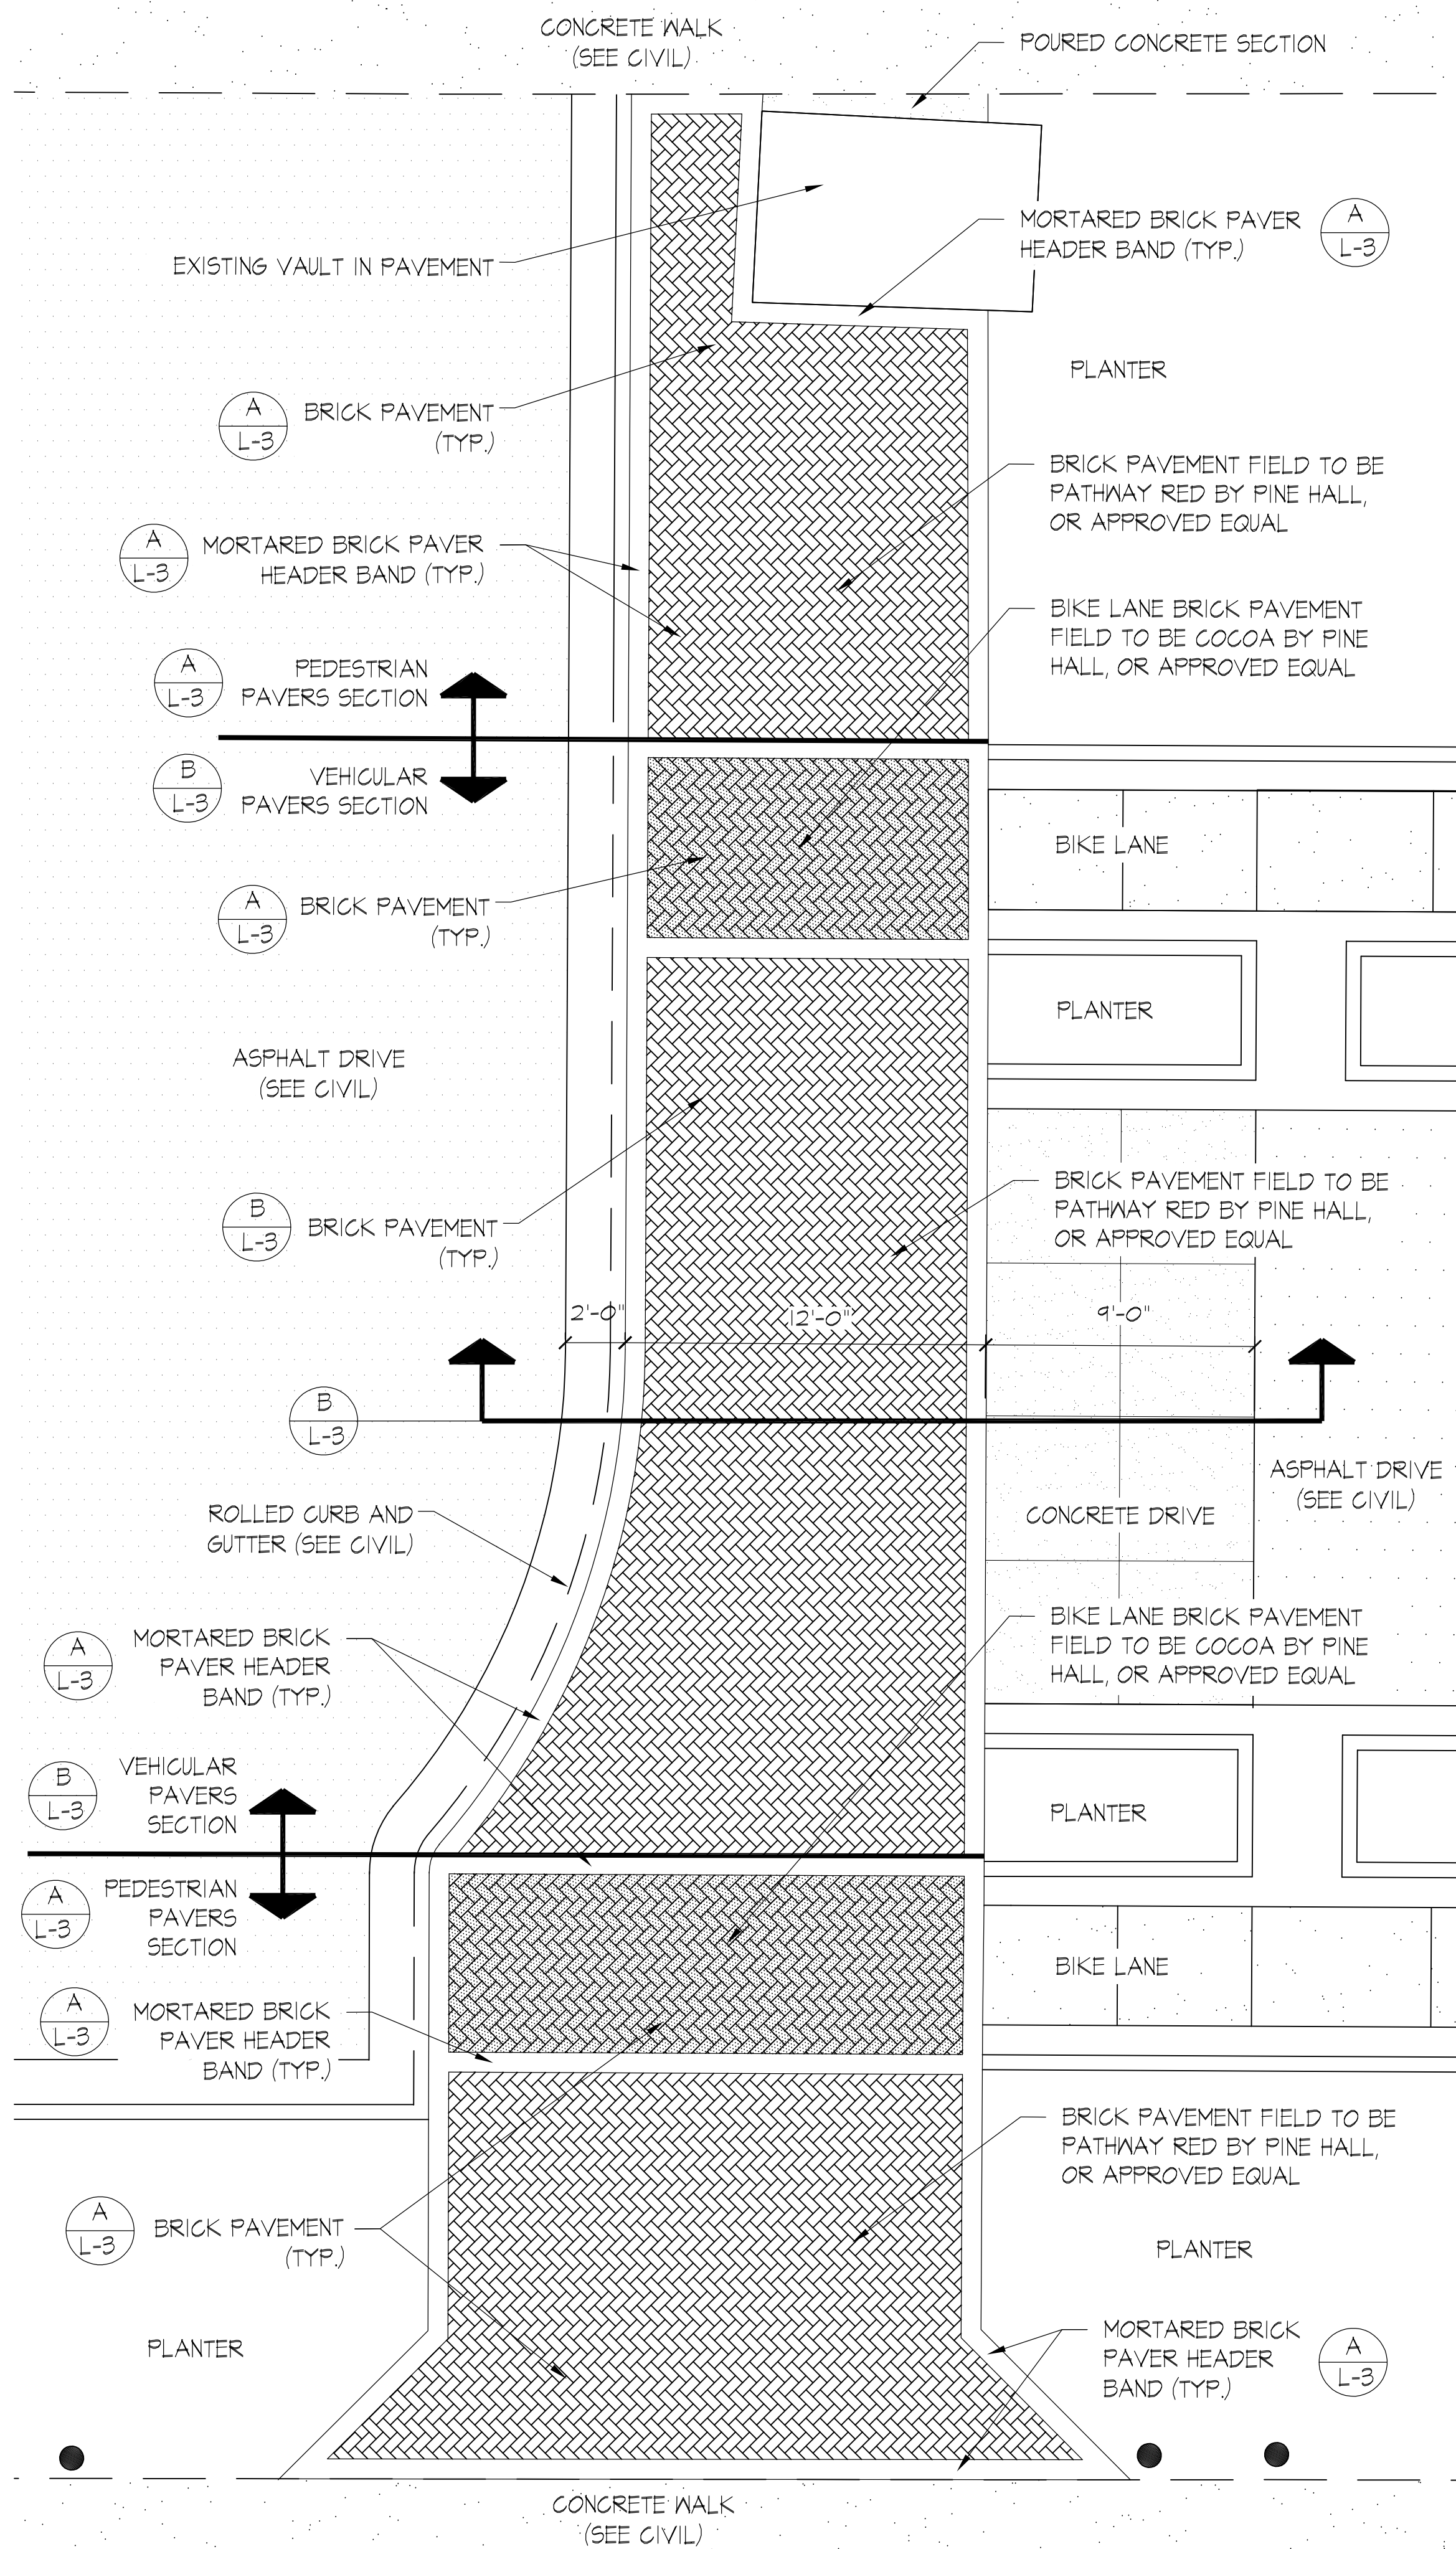 CONCRETE WALK
(SEE CIVIL)
POURED CONCRETE SECTION
MORTARED BRICK PAVER
HEADER BAND (TYP.)
A
L-3
EXISTING VAULT IN PAVEMENT
PLANTER
A
L-3
BRICK PAVEMENT
(TYP.)
BRICK PAVEMENT FIELD TO BE
PATHWAY RED BY PINE HALL,
OR APPROVED EQUAL
A
L-3
MORTARED BRICK PAVER
HEADER BAND (TYP.)
BIKE LANE BRICK PAVEMENT
FIELD TO BE COCOA BY PINE
HALL, OR APPROVED EQUAL
A
L-3
PEDESTRIAN
PAVERS SECTION
B
L-3
VEHICULAR
PAVERS SECTION
BIKE LANE
A
L-3
BRICK PAVEMENT
(TYP.)
PLANTER
ASPHALT DRIVE
(SEE CIVIL)
BRICK PAVEMENT FIELD TO BE
PATHWAY RED BY PINE HALL,
OR APPROVED EQUAL
B
L-3
BRICK PAVEMENT
(TYP.)
2'-0"
12'-0"
9'-0"
B
L-3
ASPHALT DRIVE
(SEE CIVIL)
ROLLED CURB AND
GUTTER (SEE CIVIL)
CONCRETE DRIVE
A
L-3
MORTARED BRICK
PAVER HEADER
BAND (TYP.)
BIKE LANE BRICK PAVEMENT
FIELD TO BE COCOA BY PINE
HALL, OR APPROVED EQUAL
B
L-3
VEHICULAR
PAVERS
SECTION
PLANTER
A
L-3
PEDESTRIAN
PAVERS
SECTION
BIKE LANE
A
L-3
MORTARED BRICK
PAVER HEADER
BAND (TYP.)
BRICK PAVEMENT FIELD TO BE
PATHWAY RED BY PINE HALL,
OR APPROVED EQUAL
A
L-3
BRICK PAVEMENT
(TYP.)
PLANTER
PLANTER
MORTARED BRICK
PAVER HEADER
BAND (TYP.)
A
L-3
CONCRETE WALK
(SEE CIVIL)